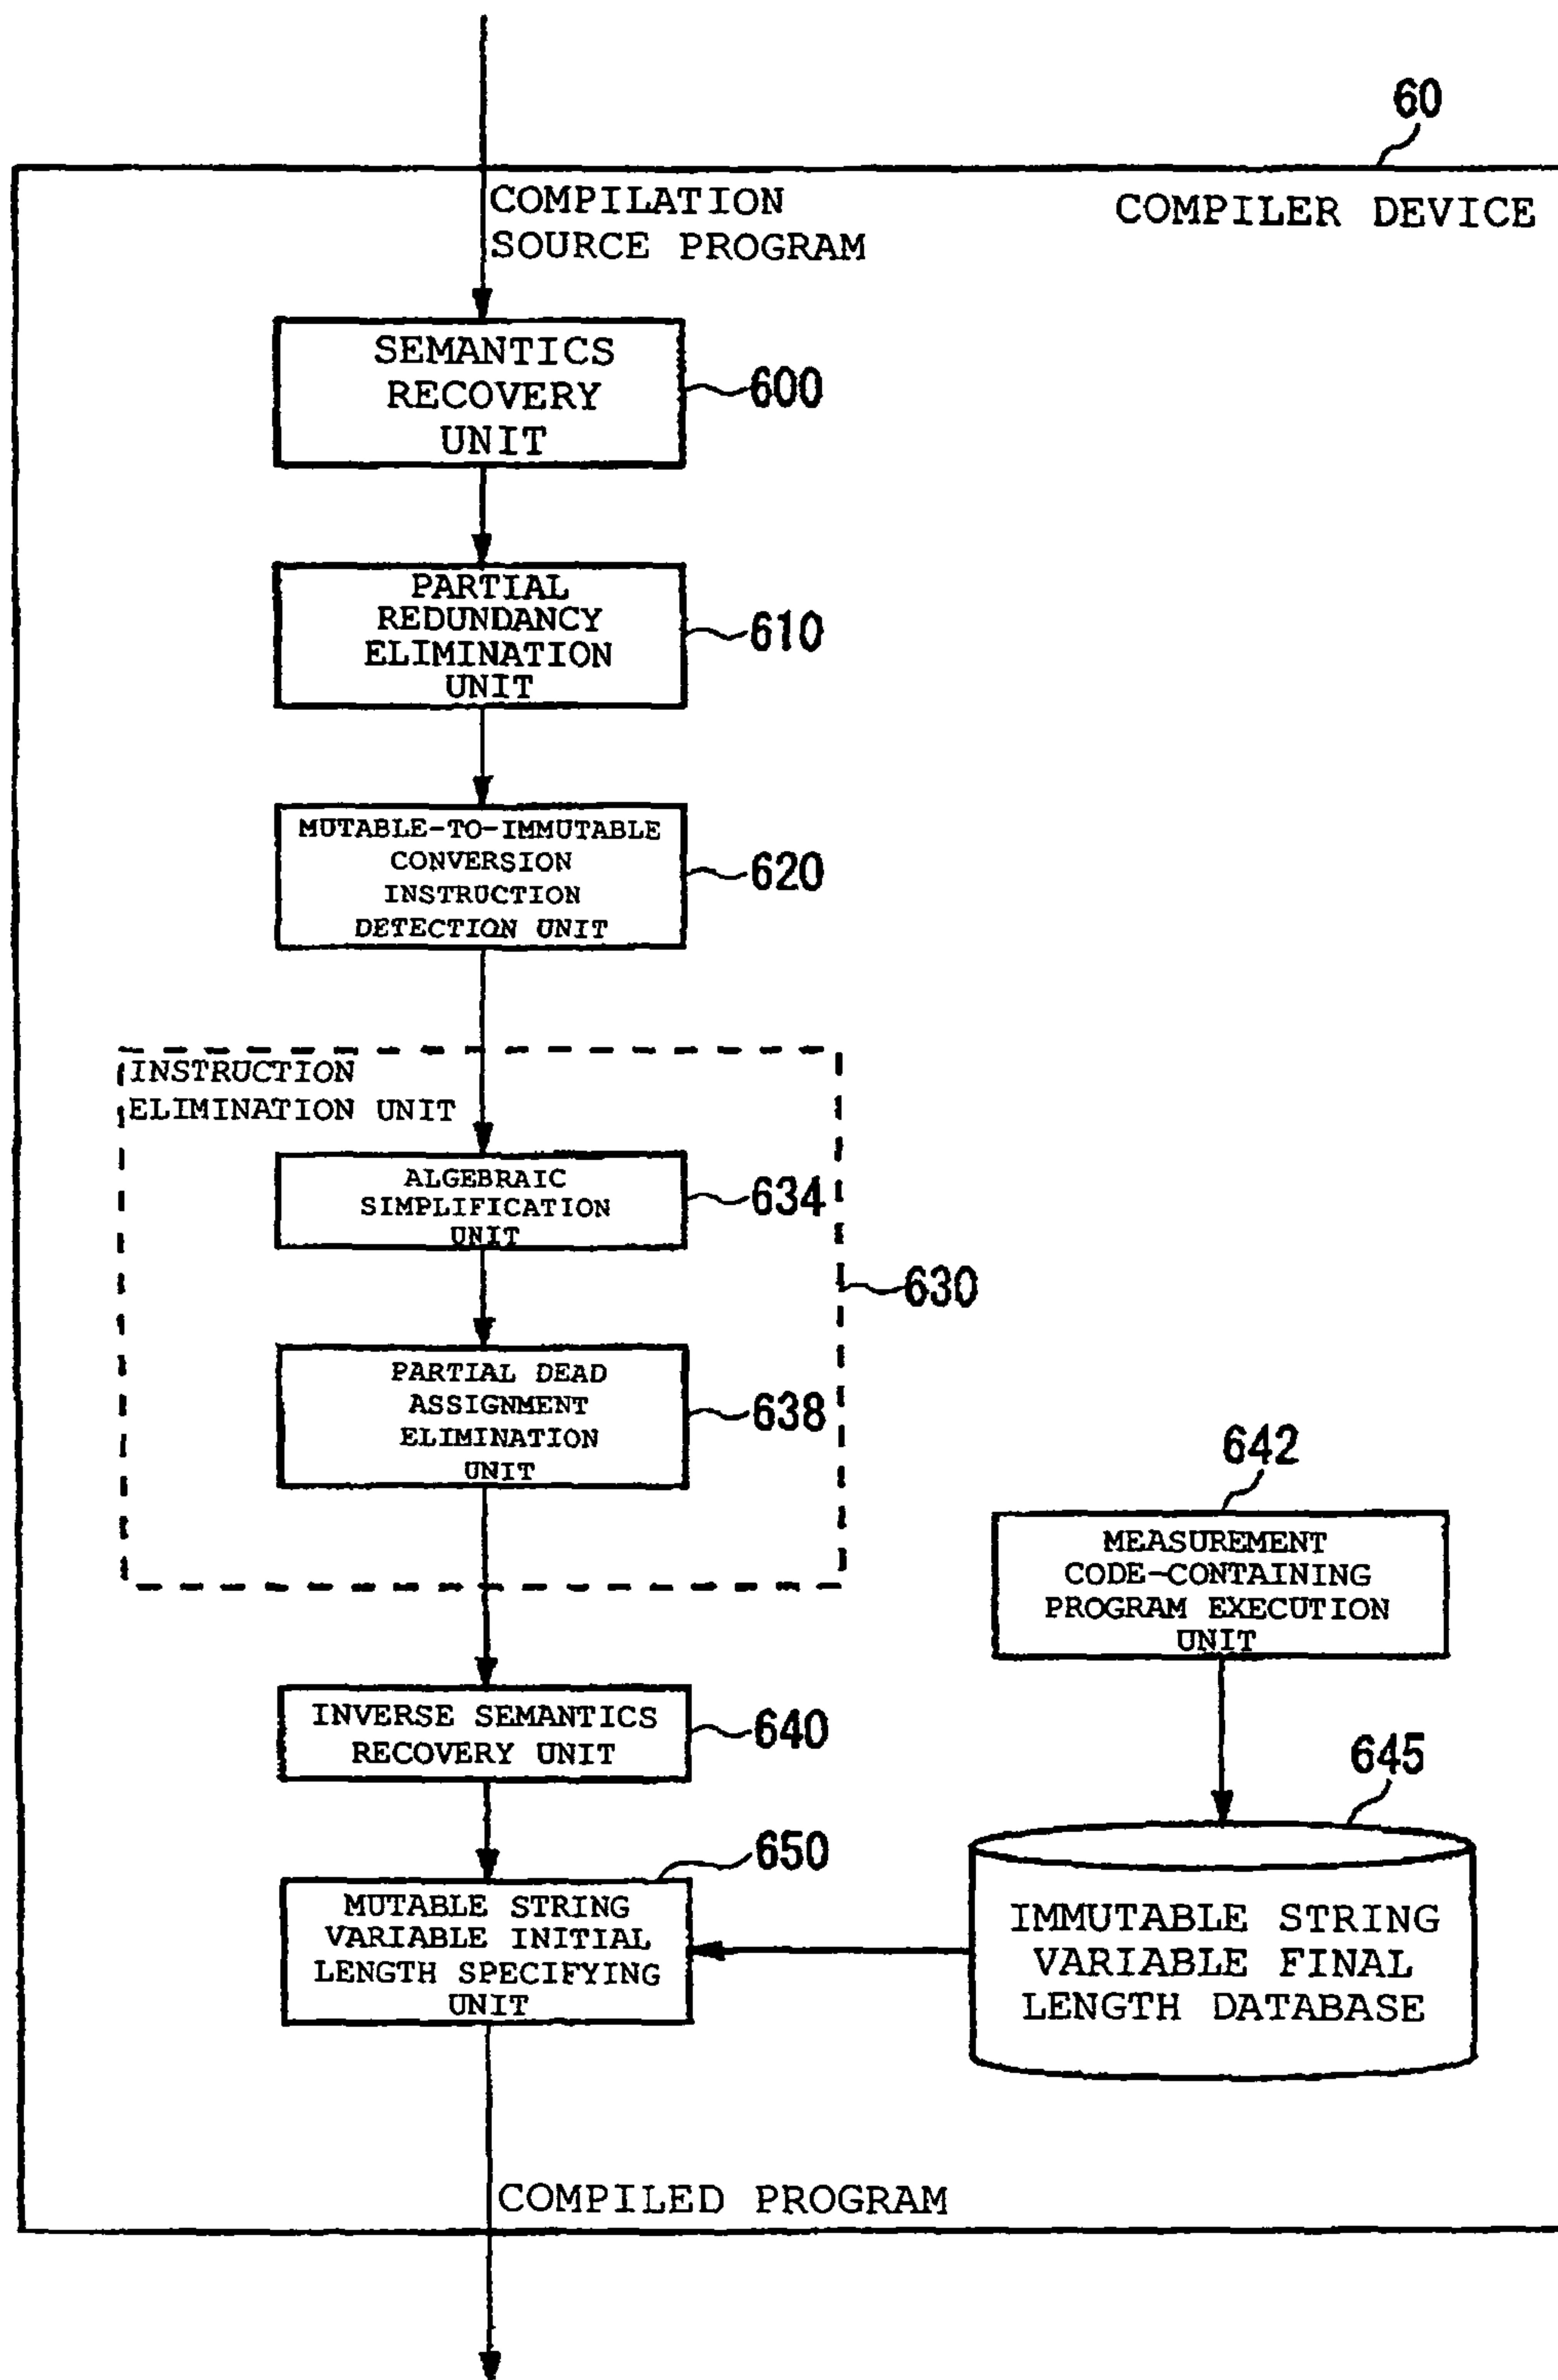 60
COMPILATION
SOURCE PROGRAM
COMPILER DEVICE
SEMANTICS
RECOVERY
UNIT
600
PARTIAL
REDUNDANCY
ELIMINATION
UNIT
610
MUTABLE-TO-IMMUTABLE
CONVERSION
INSTRUCTION
DETECTION UNIT
620
INSTRUCTION
ELIMINATION UNIT
ALGEBRAIC
SIMPLIFICATION
UNIT
634
630
PARTIAL DEAD
ASSIGNMENT
ELIMINATION
UNIT
638
642
MEASUREMENT
CODE-CONTAINING
PROGRAM EXECUTION
UNIT
INVERSE SEMANTICS
RECOVERY UNIT
640
645
650
MUTABLE STRING
VARIABLE INITIAL
LENGTH SPECIFYING
UNIT
IMMUTABLE STRING
VARIABLE FINAL
LENGTH DATABASE
COMPILED PROGRAM